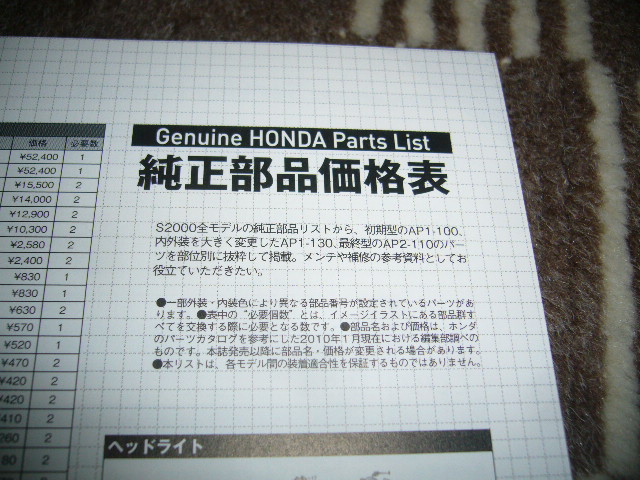 価格 必要数
¥52,400 1
¥52,400 1
¥15,500 2
¥14,000 2
¥12,900 2
¥10,300 2
¥2,580 2
¥2,400 2
¥830 1
¥830 1
¥630 2
¥570 1
¥520 1
¥470 2
¥420 2
¥420 2
¥410 2
260 2
80 2
2
Genuine HONDA Parts List
純正部品価格表
S2000全モデルの純正部品リストから、初期型のAP1-100、
内外装を大きく変更したAP1-130、最終型のAP2-110のパー
ツを部位別に抜粋して掲載。メンテや補修の参考資料としてお
役立ていただきたい。
●一部外装・内装色により異なる部品番号が設定されているパーツがあ
ります。●表中の“必要個数”とは、イメージイラストにある部品群す
べてを交換する際に必要となる数です。●部品名および価格は、ホンダ
のパーツカタログを参考にした2010年1月現在における編集部調べの
ものです。本誌発売以降に部品名・価格が変更される場合があります。
●本リストは、各モデル間の装着適合性を保証するものではありません。
ヘッドライト